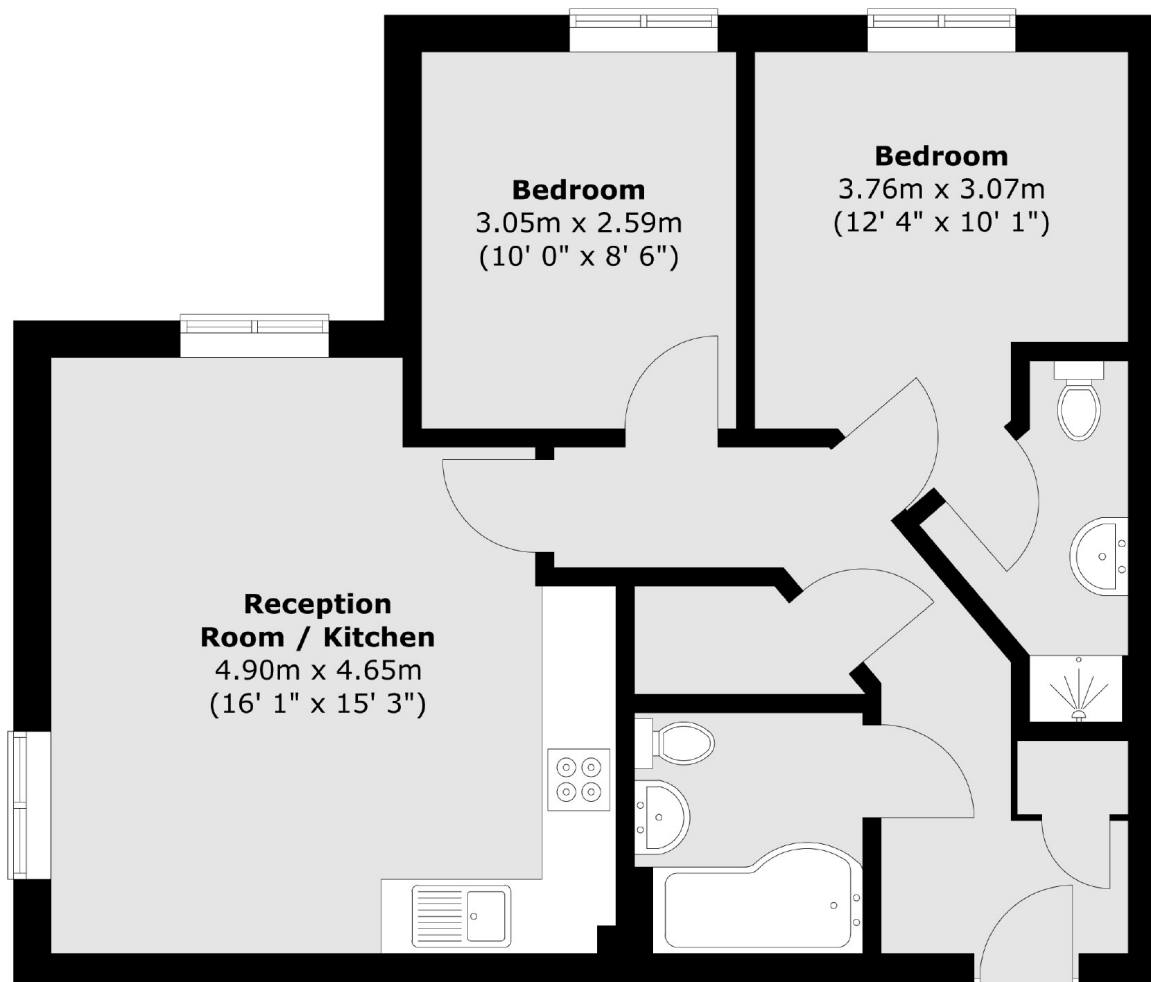 Bedroom
3.05m x 2.59m
(10' 0" x 8' 6")
Bedroom
3.76m x 3.07m
(12' 4" x 10' 1")
Reception
Room / Kitchen
4.90m x 4.65m
(16' 1" x 15' 3")